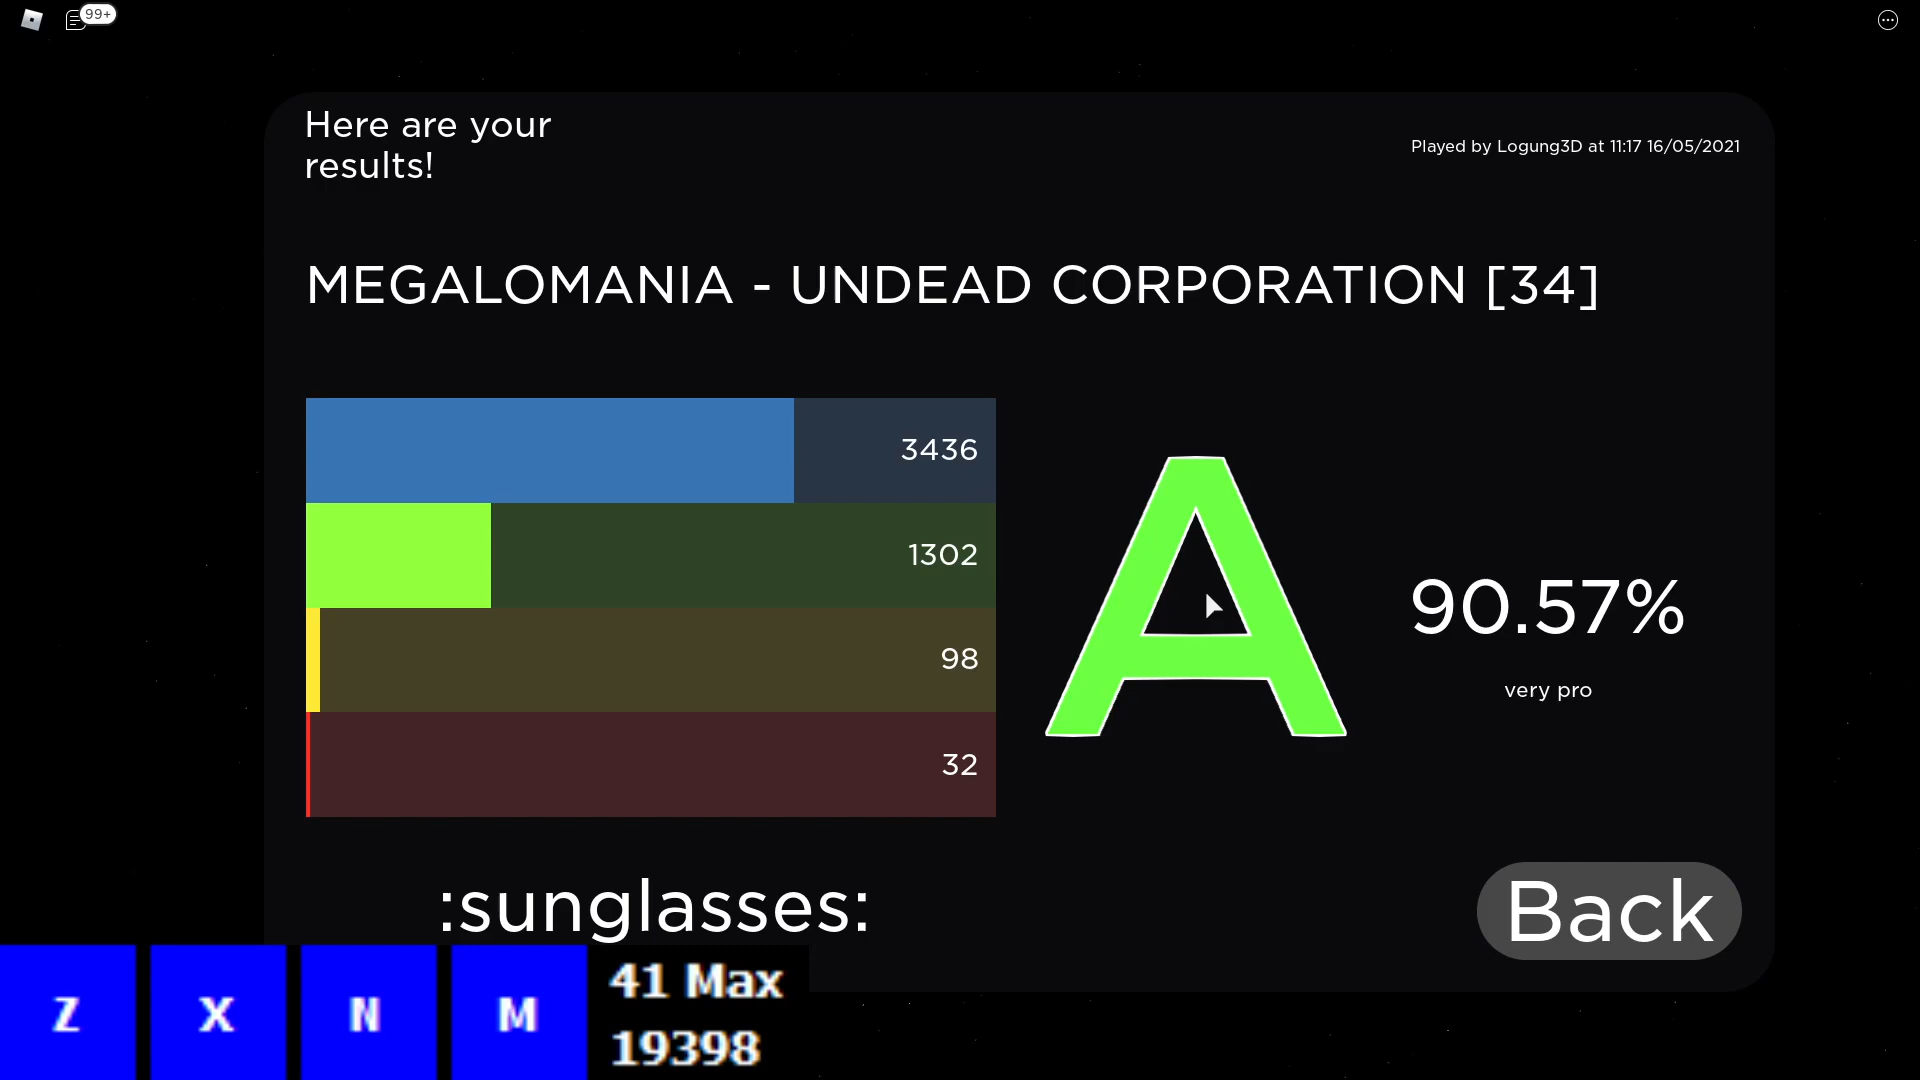 99+
Here are your
results!
Played by Logung3D at 11:17 16/05/2021
MEGALOMANIA - UNDEAD CORPORATION [34]
3436
1302
98
32
A
90.57%
very pro
:sunglasses:
Back
Z X N M
41 Max
19398